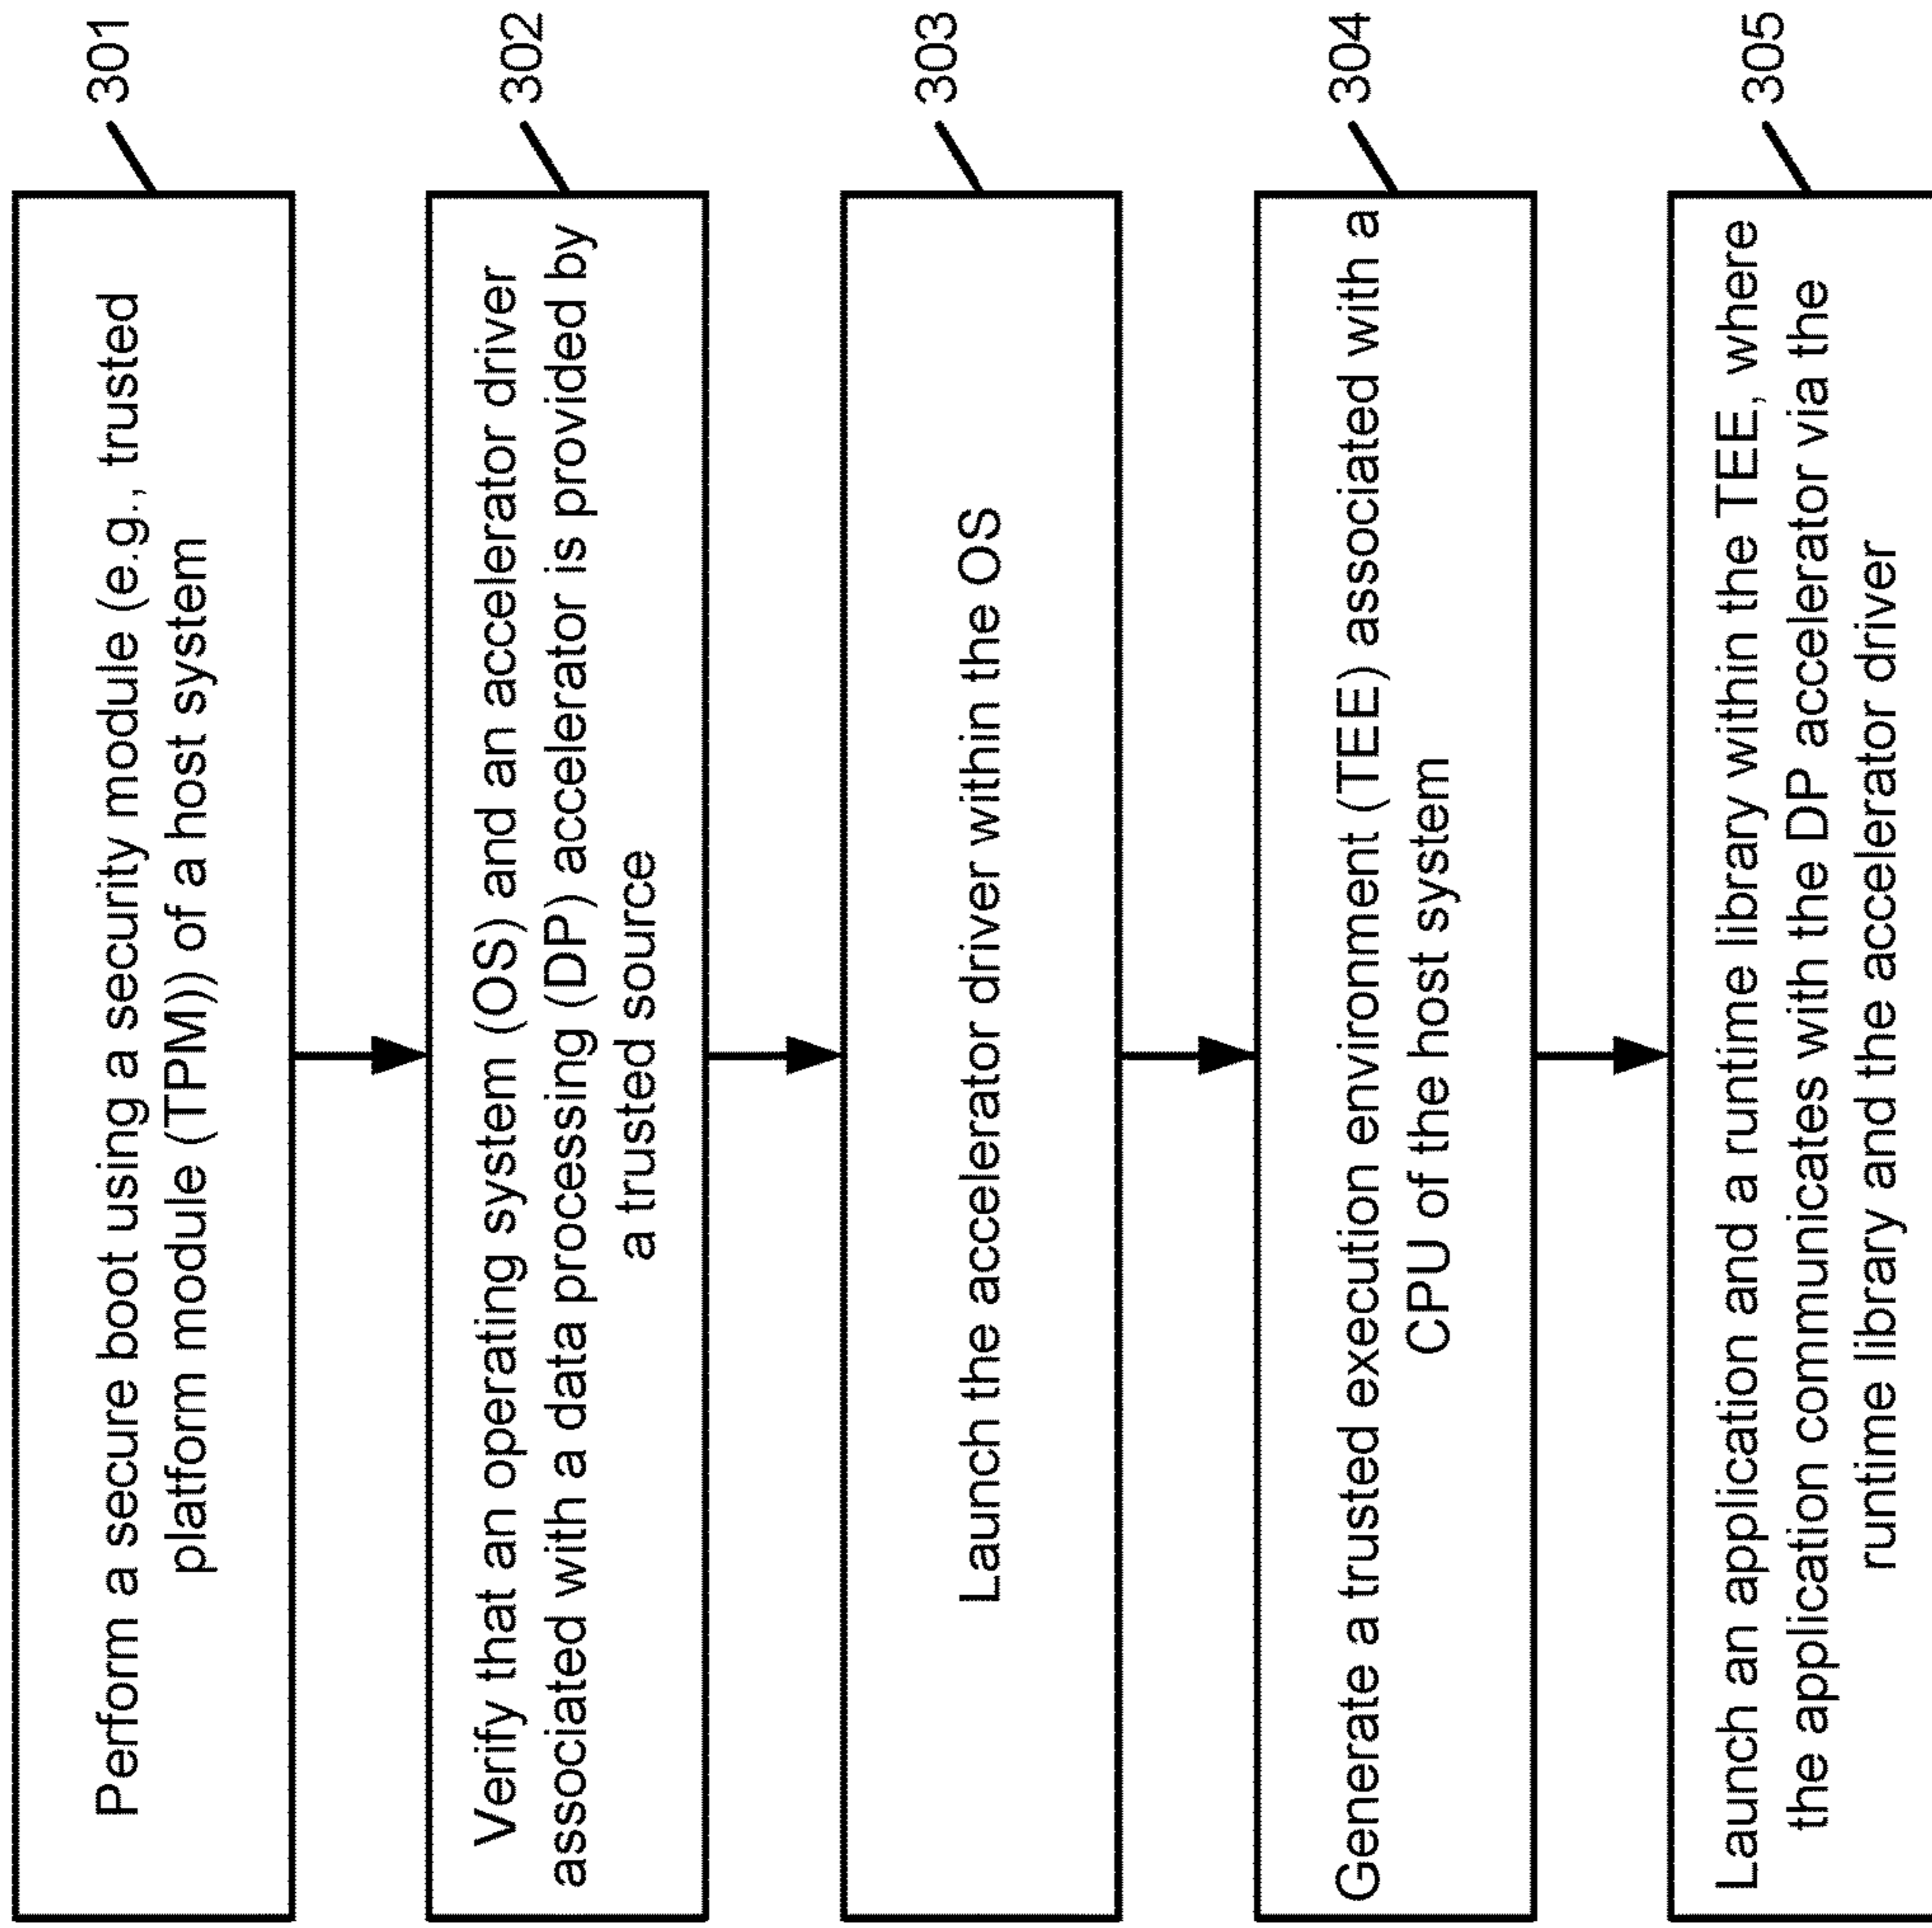 Perform a secure boot using a security module (e.g., trusted
platform module (TPM)) of a host system
301
Verify that an operating system (OS) and an accelerator driver
associated with a data processing (DP) accelerator is provided by
a trusted source
302
Launch the accelerator driver within the OS
303
Generate a trusted execution environment (TEE) associated with a
CPU of the host system
304
Launch an application and a runtime library within the TEE, where
the application communicates with the DP accelerator via the
runtime library and the accelerator driver
305